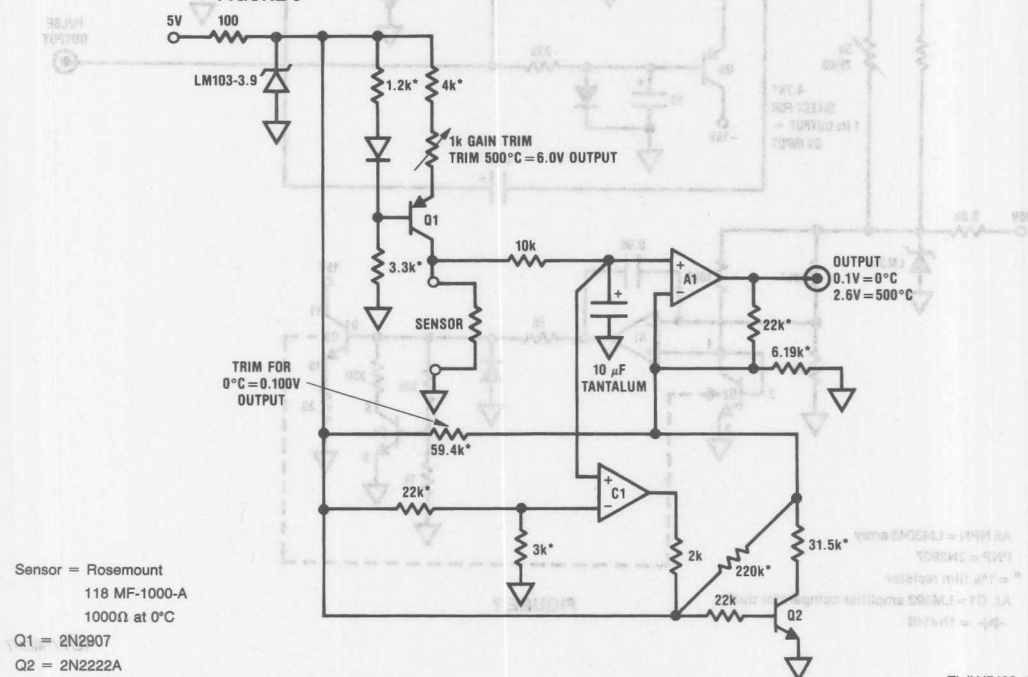 5V
100
LM103-3.9
1.2k*
4k*
1k GAIN TRIM
TRIM 500°C = 6.0V OUTPUT
Q1
3.3k*
10k
A1
OUTPUT
0.1V = 0°C
2.6V = 500°C
SENSOR
22k*
6.19k*
10 µF
TANTALUM
TRIM FOR
0°C = 0.100V
OUTPUT
59.4k*
C1
22k*
3k*
2k
220k*
31.5k*
22k
Q2
Sensor = Rosemount
118 MF-1000-A
1000Ω at 0°C
Q1 = 2N2907
Q2 = 2N2222A